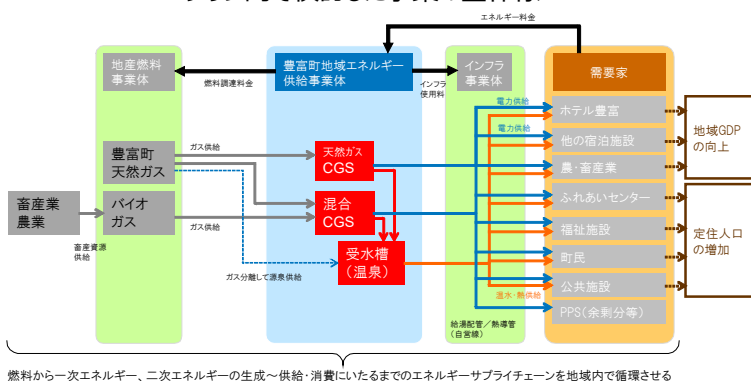 エネルギー料金
地産燃料
事業体
燃料調達料金
豊富町地域エネルギー
供給事業体
インフラ
使用料
インフラ
事業体
需要家
電力供給
ホテル豊富
電力供給
他の宿泊施設
農・畜産業
ふれあいセンター
福祉施設
町民
公共施設
PPS(余剰分等)
地域GDP
の向上
定住人口
の増加
豊富町
天然ガス
ガス供給
天然ガス
CGS
畜産業
農業
畜産資源
供給
バイオ
ガス
ガス供給
混合
CGS
ガス分離して源泉供給
受水槽
(温泉)
温水・熱供給
給湯配管/熱導管
(自営線)
燃料から一次エネルギー、二次エネルギーの生成～供給・消費にいたるまでのエネルギーサプライチェーンを地域内で循環させる